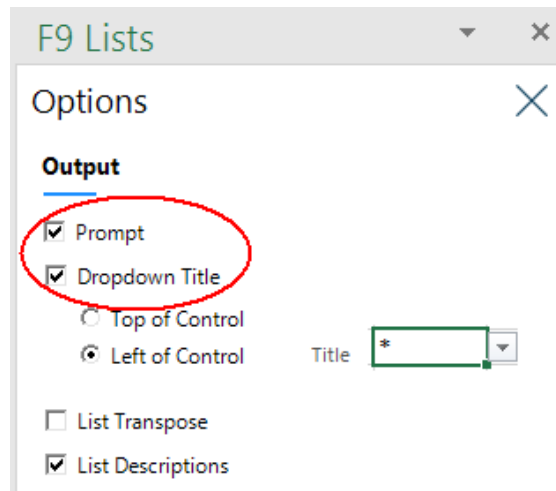 F9 Lists
Options
Output
Prompt
Dropdown Title
Top of Control
Left of Control Title *
List Transpose
List Descriptions